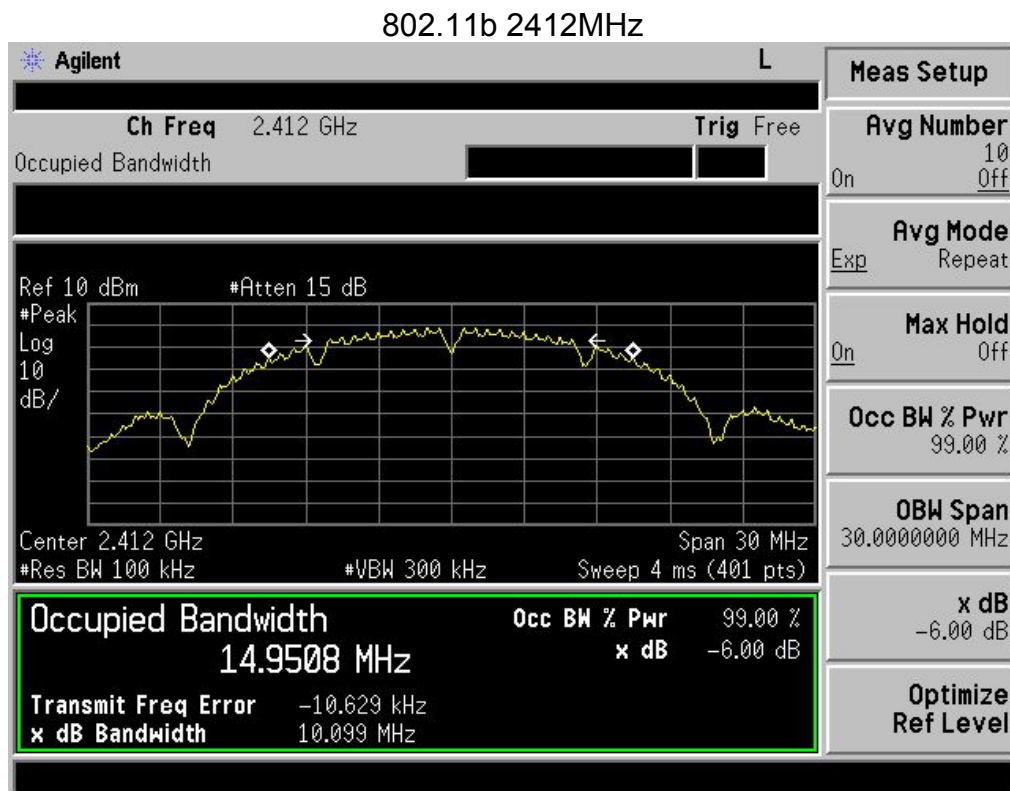 802.11b 2412MHz
Agilent L
Ch Freq 2.412 GHz Trig Free
Occupied Bandwidth
Ref 10 dBm #Atten 15 dB
#Peak
Log
10
dB/
Center 2.412 GHz Span 30 MHz
#Res BW 100 kHz #VBW 300 kHz Sweep 4 ms (401 pts)
Occupied Bandwidth Occ BW % Pwr 99.00 %
14.9508 MHz x dB -6.00 dB
Transmit Freq Error -10.629 kHz
x dB Bandwidth 10.099 MHz
Meas Setup
Avg Number
10
On Off
Avg Mode
Exp Repeat
Max Hold
On Off
Occ BW % Pwr
99.00 %
OBW Span
30.0000000 MHz
x dB
-6.00 dB
Optimize
Ref Level